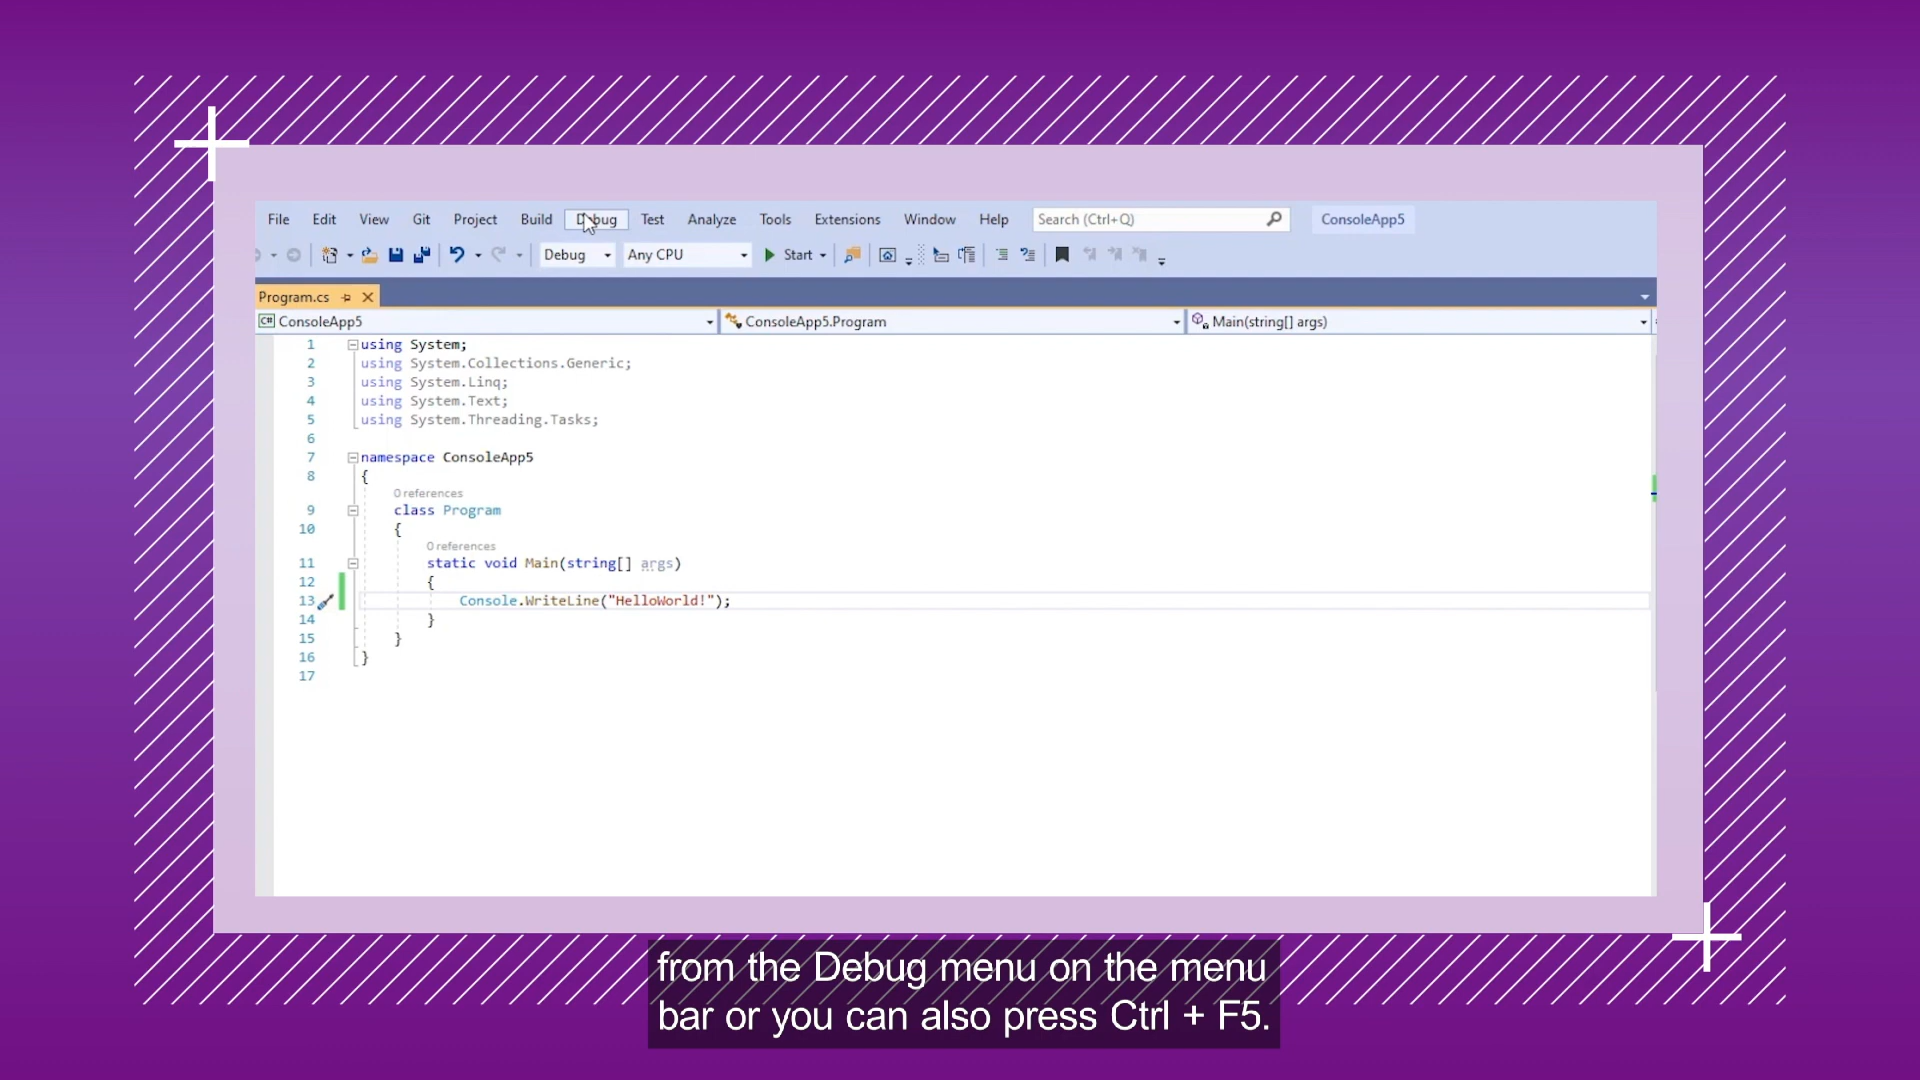 File Edit View Git Project Build Debug Test Analyze Tools Extensions Window Help Search (Ctrl+Q) ConsoleApp5
Debug Any CPU Start
Program.cs
C# ConsoleApp5 ConsoleApp5.Program Main(string[] args)
1 using System;
2 using System.Collections.Generic;
3 using System.Linq;
4 using System.Text;
5 using System.Threading.Tasks;
6
7 namespace ConsoleApp5
8 {
0 references
9 class Program
10 {
0 references
11 static void Main(string[] args)
12 {
13 Console.WriteLine("HelloWorld!");
14 }
15 }
16 }
17
from the Debug menu on the menu
bar or you can also press Ctrl + F5.